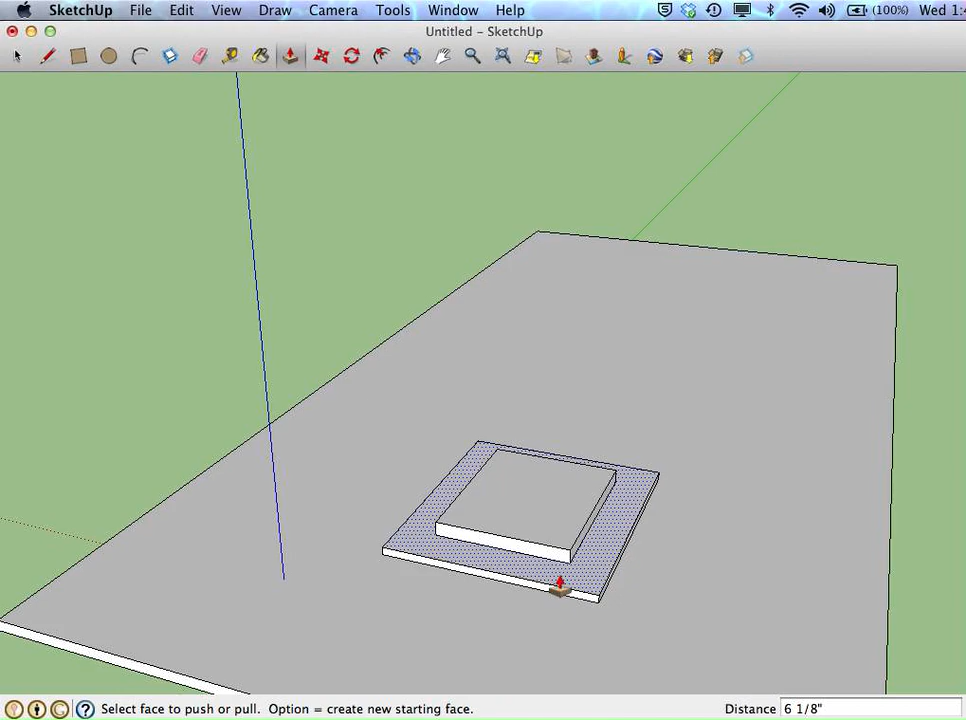 SketchUp File Edit View Draw Camera Tools Window Help (100%) Wed 1:4
Untitled – SketchUp
Select face to push or pull. Option = create new starting face. Distance 6 1/8"